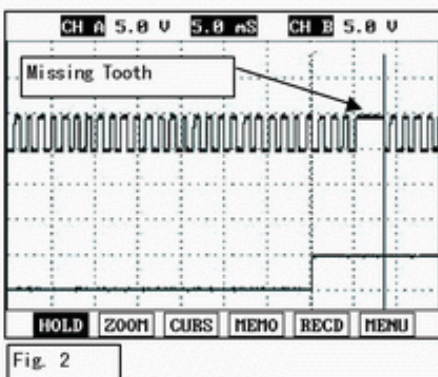 CH A 5.0 V 5.0 mS CH B 5.0 V
Missing Tooth
HOLD ZOOM CURS MEMO RECD MENU
Fig. 2